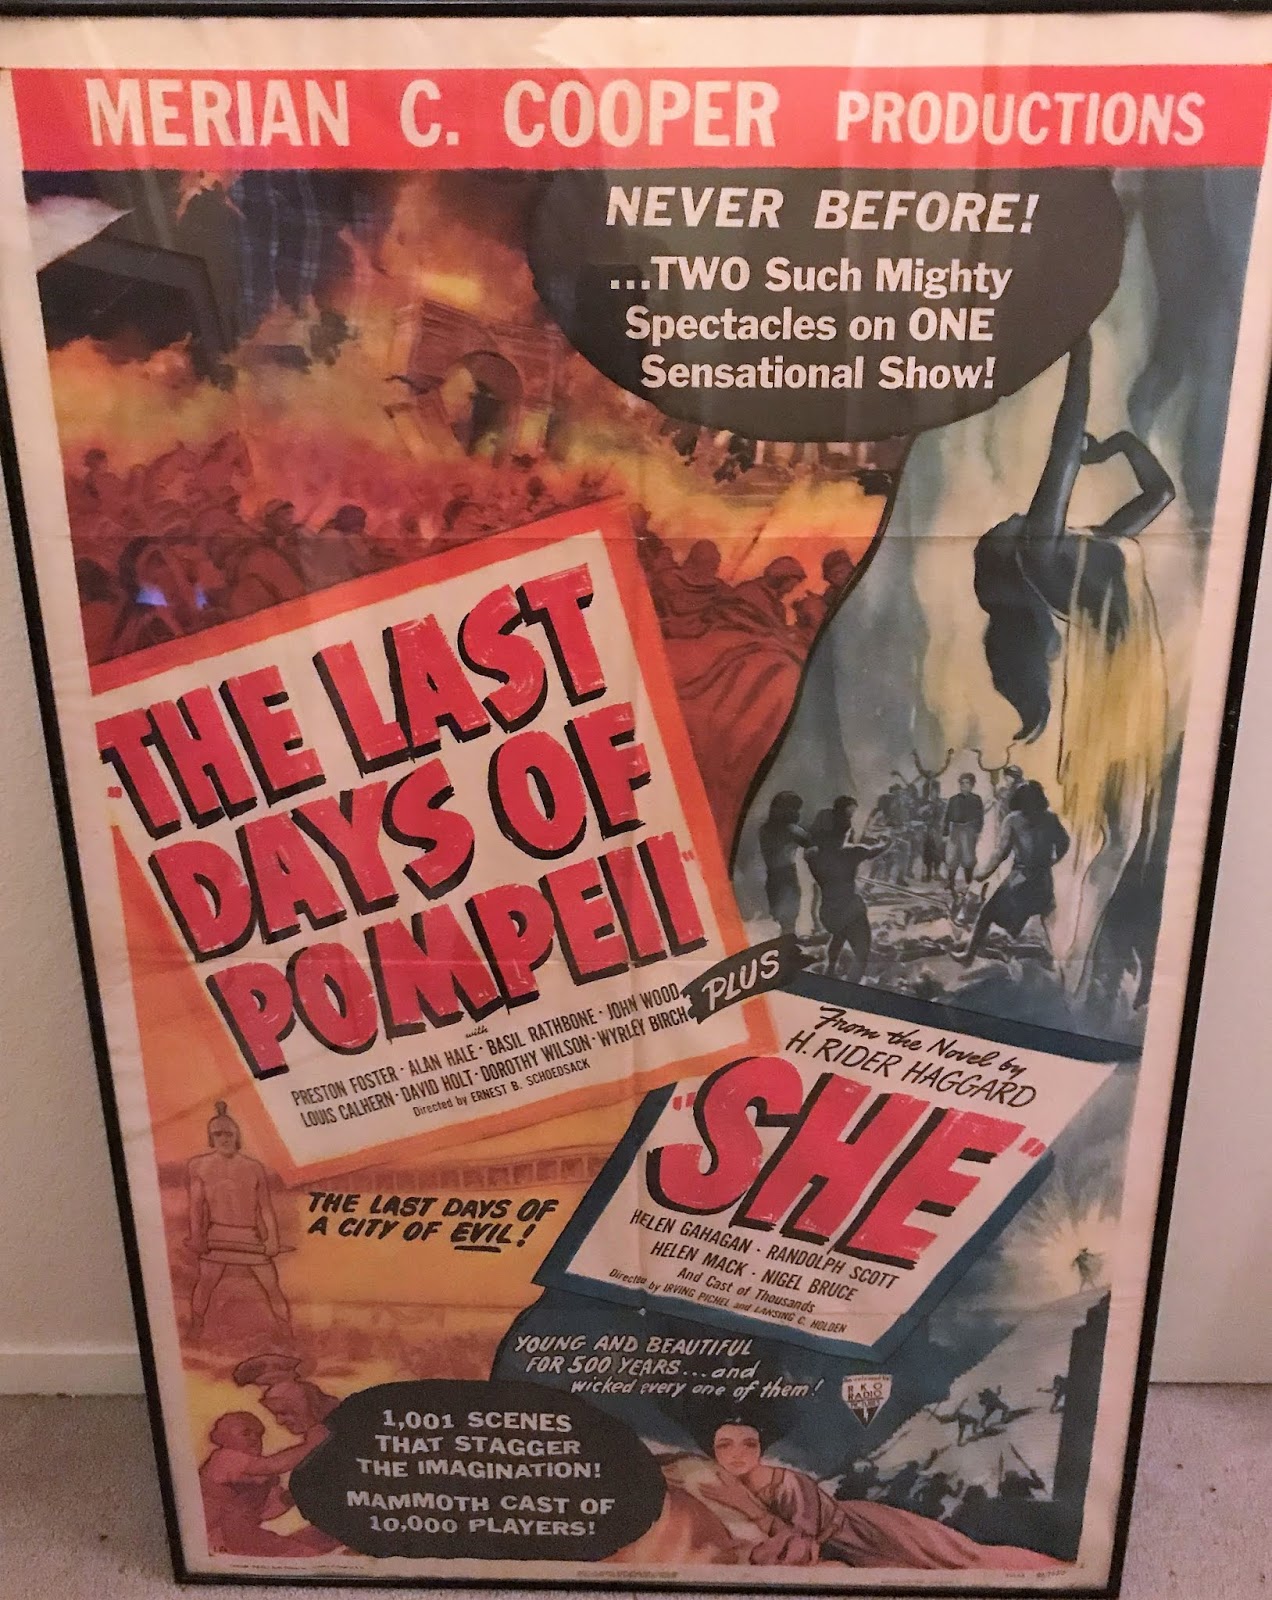 MERIAN C. COOPER PRODUCTIONS
NEVER BEFORE!
...TWO Such Mighty
Spectacles on ONE
Sensational Show!
"THE LAST
DAYS OF
POMPEII"
with
PRESTON FOSTER · ALAN HALE · BASIL RATHBONE · JOHN WOOD
LOUIS CALHERN · DAVID HOLT · DOROTHY WILSON · WYRLEY BIRCH
Directed by ERNEST B. SCHOEDSACK
PLUS
From the Novel by
H. RIDER HAGGARD
"SHE"
HELEN GAHAGAN · RANDOLPH SCOTT
HELEN MACK · NIGEL BRUCE
And Cast of Thousands
Directed by IRVING PICHEL and LANSING C. HOLDEN
THE LAST DAYS OF
A CITY OF EVIL!
YOUNG AND BEAUTIFUL
FOR 500 YEARS...and
wicked every one of them!
R K O
RADIO
PICTURES
1,001 SCENES
THAT STAGGER
THE IMAGINATION!
MAMMOTH CAST OF
10,000 PLAYERS!